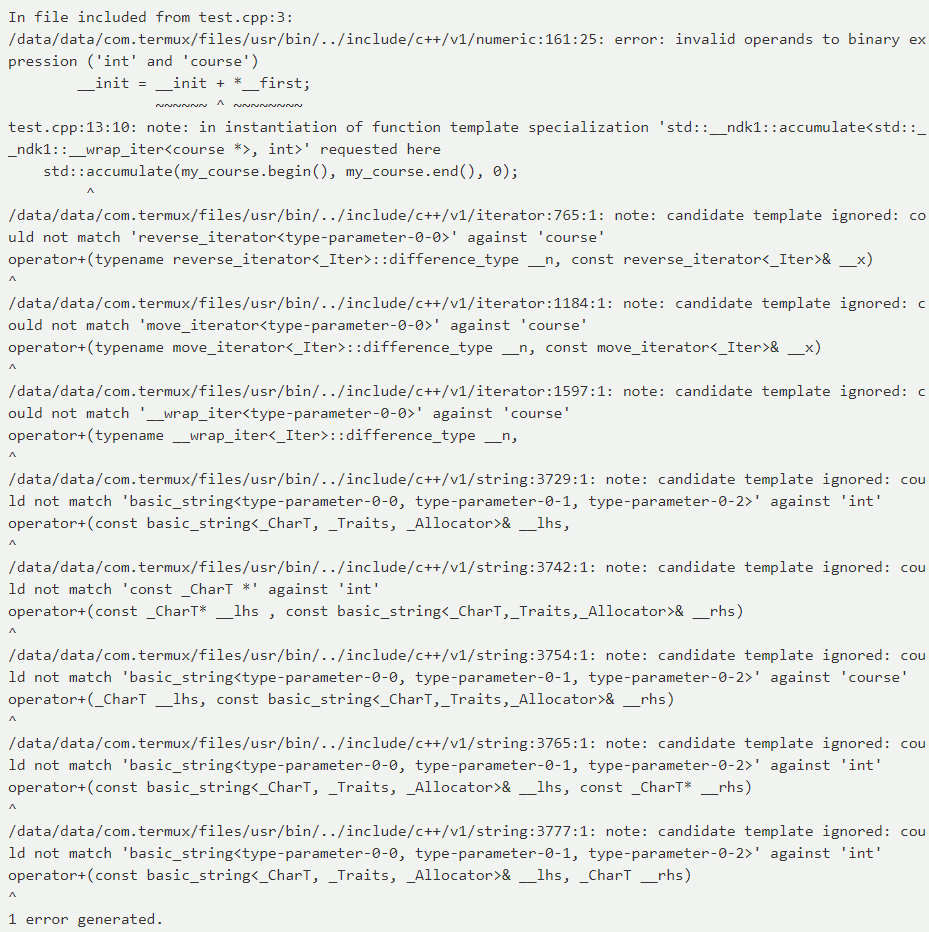 In file included from test.cpp:3:
/data/data/com.termux/files/usr/bin/../include/c++/v1/numeric:161:25: error: invalid operands to binary ex
pression ('int' and 'course')
        __init = __init + *__first;
                 ~~~~~~ ^ ~~~~~~~~
test.cpp:13:10: note: in instantiation of function template specialization 'std::__ndk1::accumulate<std::_
_ndk1::__wrap_iter<course *>, int>' requested here
    std::accumulate(my_course.begin(), my_course.end(), 0);
         ^
/data/data/com.termux/files/usr/bin/../include/c++/v1/iterator:765:1: note: candidate template ignored: co
uld not match 'reverse_iterator<type-parameter-0-0>' against 'course'
operator+(typename reverse_iterator<_Iter>::difference_type __n, const reverse_iterator<_Iter>& __x)
^
/data/data/com.termux/files/usr/bin/../include/c++/v1/iterator:1184:1: note: candidate template ignored: c
ould not match 'move_iterator<type-parameter-0-0>' against 'course'
operator+(typename move_iterator<_Iter>::difference_type __n, const move_iterator<_Iter>& __x)
^
/data/data/com.termux/files/usr/bin/../include/c++/v1/iterator:1597:1: note: candidate template ignored: c
ould not match '__wrap_iter<type-parameter-0-0>' against 'course'
operator+(typename __wrap_iter<_Iter>::difference_type __n,
^
/data/data/com.termux/files/usr/bin/../include/c++/v1/string:3729:1: note: candidate template ignored: cou
ld not match 'basic_string<type-parameter-0-0, type-parameter-0-1, type-parameter-0-2>' against 'int'
operator+(const basic_string<_CharT, _Traits, _Allocator>& __lhs,
^
/data/data/com.termux/files/usr/bin/../include/c++/v1/string:3742:1: note: candidate template ignored: cou
ld not match 'const _CharT *' against 'int'
operator+(const _CharT* __lhs , const basic_string<_CharT,_Traits,_Allocator>& __rhs)
^
/data/data/com.termux/files/usr/bin/../include/c++/v1/string:3754:1: note: candidate template ignored: cou
ld not match 'basic_string<type-parameter-0-0, type-parameter-0-1, type-parameter-0-2>' against 'course'
operator+(_CharT __lhs, const basic_string<_CharT,_Traits,_Allocator>& __rhs)
^
/data/data/com.termux/files/usr/bin/../include/c++/v1/string:3765:1: note: candidate template ignored: cou
ld not match 'basic_string<type-parameter-0-0, type-parameter-0-1, type-parameter-0-2>' against 'int'
operator+(const basic_string<_CharT, _Traits, _Allocator>& __lhs, const _CharT* __rhs)
^
/data/data/com.termux/files/usr/bin/../include/c++/v1/string:3777:1: note: candidate template ignored: cou
ld not match 'basic_string<type-parameter-0-0, type-parameter-0-1, type-parameter-0-2>' against 'int'
operator+(const basic_string<_CharT, _Traits, _Allocator>& __lhs, _CharT __rhs)
^
1 error generated.